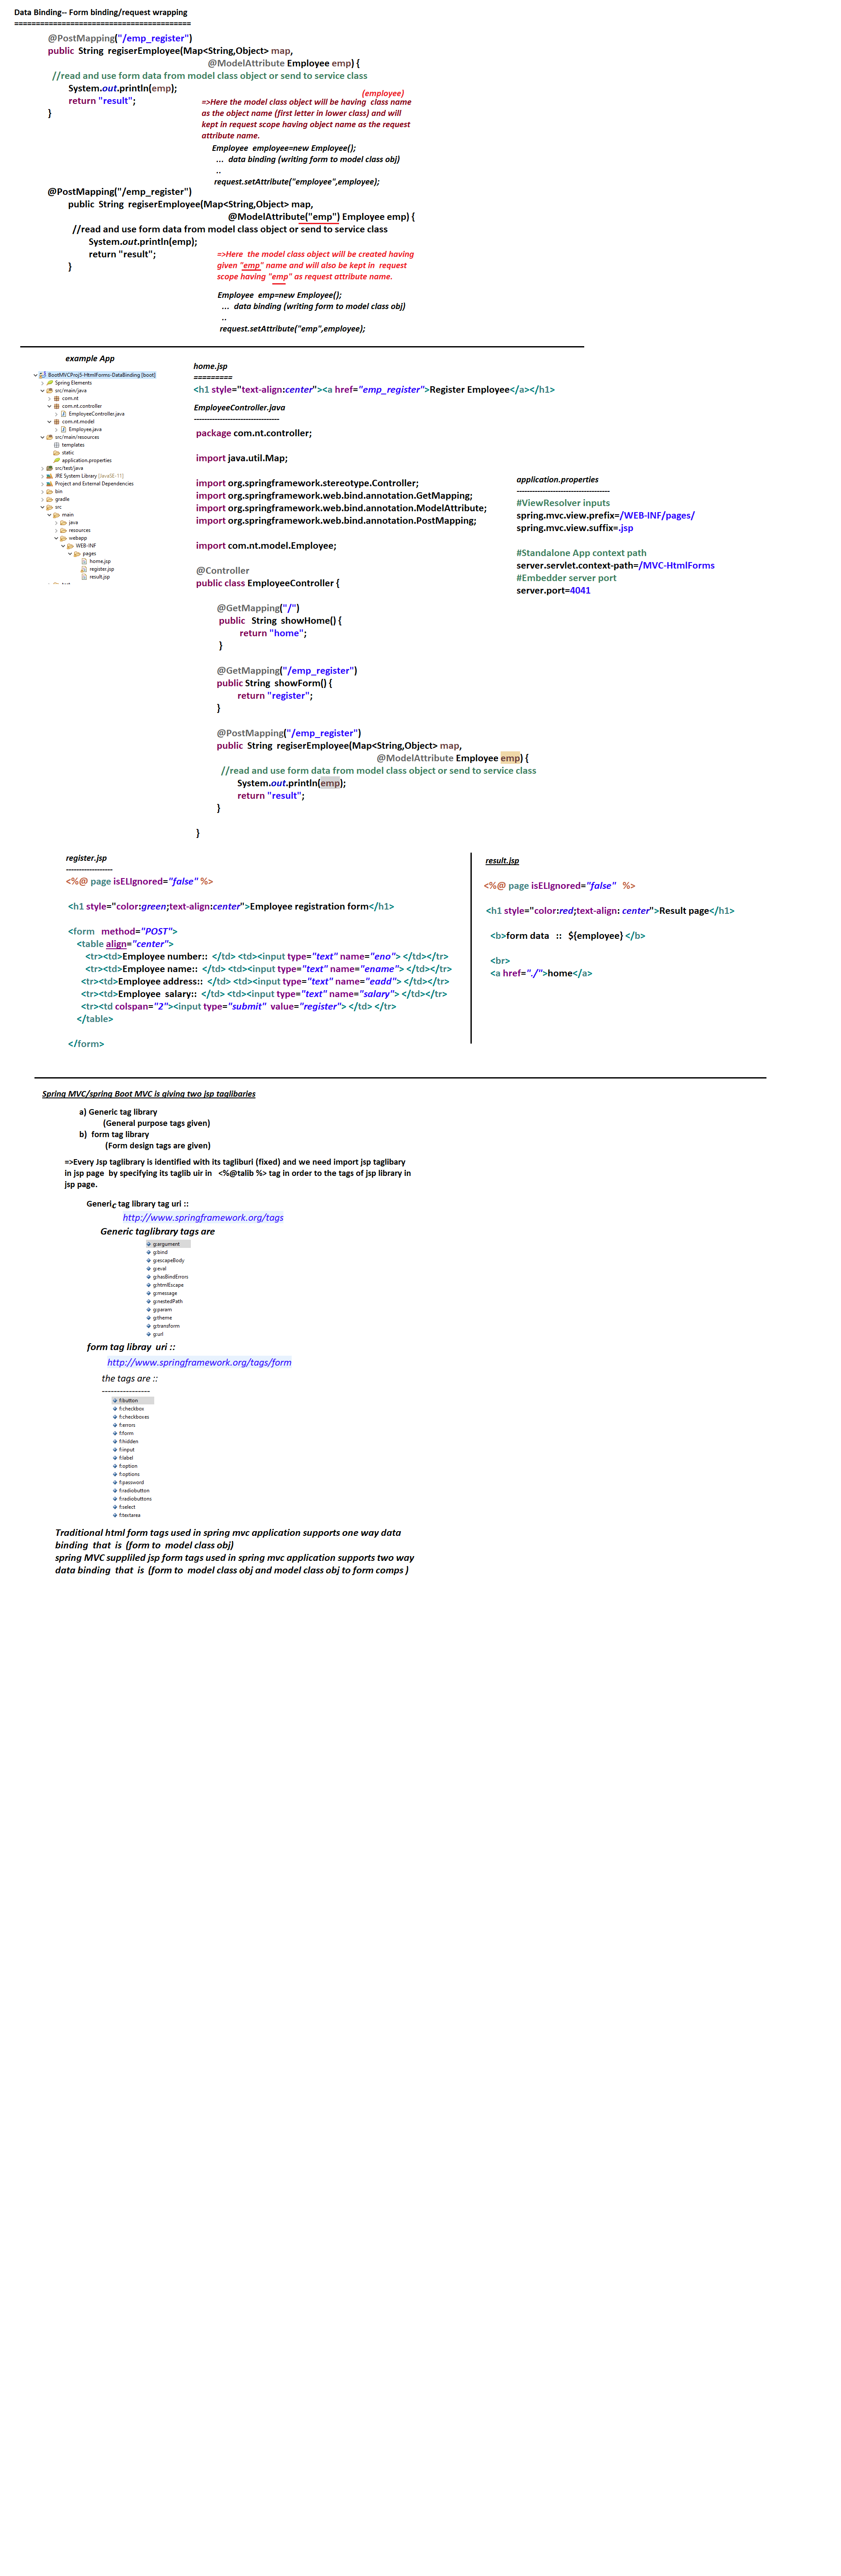 Data Binding-- Form binding/request wrapping
=========================================
@PostMapping("/emp_register")
public String regiserEmployee(Map<String,Object> map,
@ModelAttribute Employee emp) {
//read and use form data from model class object or send to service class
System.out.println(emp);
return "result";
}
(employee)
=>Here the model class object will be having class name
as the object name (first letter in lower class) and will
kept in request scope having object name as the request
attribute name.
Employee employee=new Employee();
... data binding (writing form to model class obj)
..
request.setAttribute("employee",employee);
@PostMapping("/emp_register")
public String regiserEmployee(Map<String,Object> map,
@ModelAttribute("emp") Employee emp) {
//read and use form data from model class object or send to service class
System.out.println(emp);
return "result";
}
=>Here the model class object will be created having
given "emp" name and will also be kept in request
scope having "emp" as request attribute name.
Employee emp=new Employee();
... data binding (writing form to model class obj)
..
request.setAttribute("emp",employee);
example App
BootMVCProj5-HtmlForms-DataBinding [boot]
Spring Elements
src/main/java
com.nt
com.nt.controller
EmployeeController.java
com.nt.model
Employee.java
src/main/resources
templates
static
application.properties
src/test/java
JRE System Library [JavaSE-11]
Project and External Dependencies
bin
gradle
src
main
java
resources
webapp
WEB-INF
pages
home.jsp
register.jsp
result.jsp
home.jsp
=========
<h1 style="text-align:center"><a href="emp_register">Register Employee</a></h1>
EmployeeController.java
---------------------------------
package com.nt.controller;
import java.util.Map;
import org.springframework.stereotype.Controller;
import org.springframework.web.bind.annotation.GetMapping;
import org.springframework.web.bind.annotation.ModelAttribute;
import org.springframework.web.bind.annotation.PostMapping;
import com.nt.model.Employee;
@Controller
public class EmployeeController {
@GetMapping("/")
public String showHome() {
return "home";
}
@GetMapping("/emp_register")
public String showForm() {
return "register";
}
@PostMapping("/emp_register")
public String regiserEmployee(Map<String,Object> map,
@ModelAttribute Employee emp) {
//read and use form data from model class object or send to service class
System.out.println(emp);
return "result";
}
}
application.properties
------------------------------------
#ViewResolver inputs
spring.mvc.view.prefix=/WEB-INF/pages/
spring.mvc.view.suffix=.jsp
#Standalone App context path
server.servlet.context-path=/MVC-HtmlForms
#Embedder server port
server.port=4041
register.jsp
------------------
<%@ page isELIgnored="false" %>
<h1 style="color:green;text-align:center">Employee registration form</h1>
<form method="POST">
<table align="center">
<tr><td>Employee number:: </td> <td><input type="text" name="eno"> </td></tr>
<tr><td>Employee name:: </td> <td><input type="text" name="ename"> </td></tr>
<tr><td>Employee address:: </td> <td><input type="text" name="eadd"> </td></tr>
<tr><td>Employee salary:: </td> <td><input type="text" name="salary"> </td></tr>
<tr><td colspan="2"><input type="submit" value="register"> </td> </tr>
</table>
</form>
result.jsp
<%@ page isELIgnored="false" %>
<h1 style="color:red;text-align: center">Result page</h1>
<b>form data :: ${employee} </b>
<br>
<a href="./">home</a>
Spring MVC/spring Boot MVC is giving two jsp taglibaries
a) Generic tag library
(General purpose tags given)
b) form tag library
(Form design tags are given)
=>Every Jsp taglibrary is identified with its tagliburi (fixed) and we need import jsp taglibary
in jsp page by specifying its taglib uir in <%@talib %> tag in order to the tags of jsp library in
jsp page.
Generic tag library tag uri ::
http://www.springframework.org/tags
Generic taglibrary tags are
g:argument
g:bind
g:escapeBody
g:eval
g:hasBindErrors
g:htmlEscape
g:message
g:nestedPath
g:param
g:theme
g:transform
g:url
form tag libray uri ::
http://www.springframework.org/tags/form
the tags are ::
----------------
f:button
f:checkbox
f:checkboxes
f:errors
f:form
f:hidden
f:input
f:label
f:option
f:options
f:password
f:radiobutton
f:radiobuttons
f:select
f:textarea
Traditional html form tags used in spring mvc application supports one way data
binding that is (form to model class obj)
spring MVC suppliled jsp form tags used in spring mvc application supports two way
data binding that is (form to model class obj and model class obj to form comps )